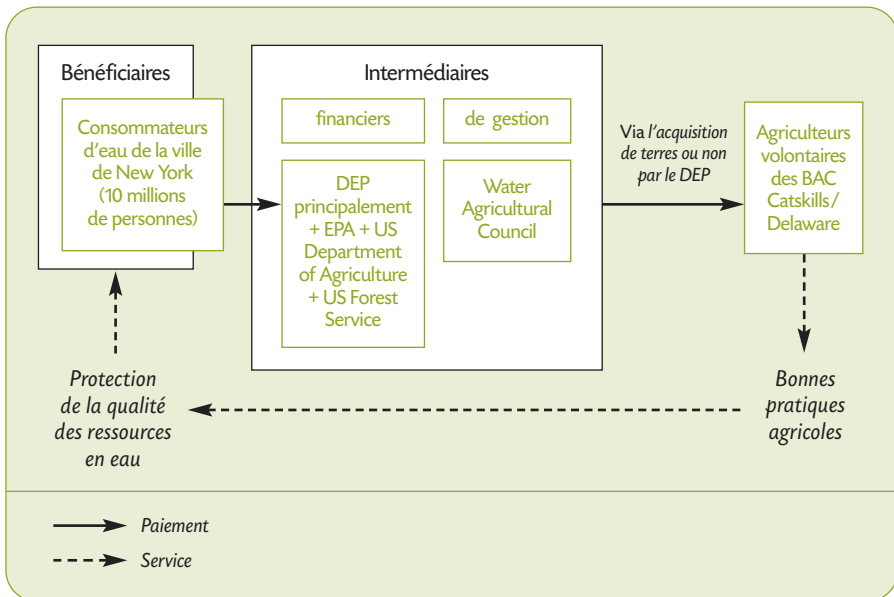 Bénéficiaires
Consommateurs
d'eau de la ville
de New York
(10 millions
de personnes)
Intermédiaires
financiers
de gestion
DEP
principalement
+ EPA + US
Department
of Agriculture
+ US Forest
Service
Water
Agricultural
Council
Via l'acquisition
de terres ou non
par le DEP
Agriculteurs
volontaires
des BAC
Catskills/
Delaware
Protection
de la qualité
des ressources
en eau
Bonnes
pratiques
agricoles
Paiement
Service